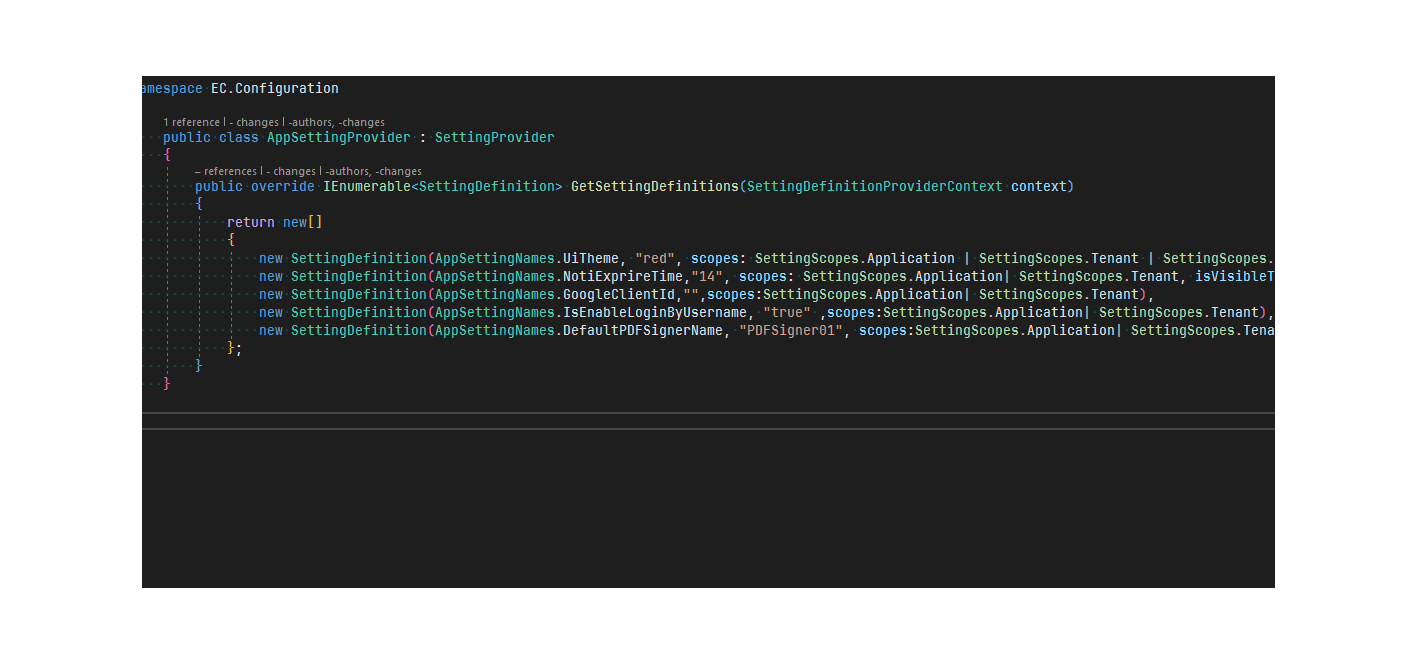 amespace EC.Configuration
1 reference | - changes | -authors, -changes
public class AppSettingProvider : SettingProvider
{
– references | - changes | -authors, -changes
public override IEnumerable<SettingDefinition> GetSettingDefinitions(SettingDefinitionProviderContext context)
{
return new[]
{
new SettingDefinition(AppSettingNames.UiTheme, "red", scopes: SettingScopes.Application | SettingScopes.Tenant | SettingScopes.
new SettingDefinition(AppSettingNames.NotiExprireTime,"14", scopes: SettingScopes.Application| SettingScopes.Tenant, isVisibleT
new SettingDefinition(AppSettingNames.GoogleClientId,"",scopes:SettingScopes.Application| SettingScopes.Tenant),
new SettingDefinition(AppSettingNames.IsEnableLoginByUsername, "true" ,scopes:SettingScopes.Application| SettingScopes.Tenant),
new SettingDefinition(AppSettingNames.DefaultPDFSignerName, "PDFSigner01", scopes:SettingScopes.Application| SettingScopes.Tena
};
}
}